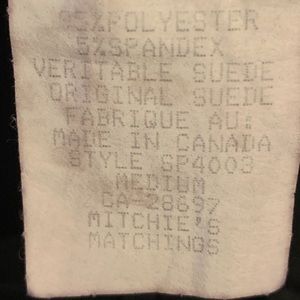 95%POLYESTER
5%SPANDEX
VERITABLE SUEDE
ORIGINAL SUEDE
FABRIQUE AU:
MADE IN CANADA
STYLE SP4003
MEDIUM
CA-28697
MITCHIE'S
MATCHINGS